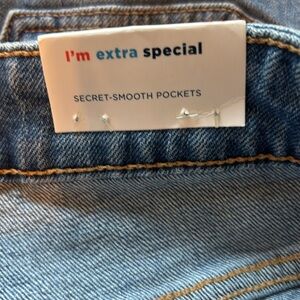 I'm extra special
SECRET-SMOOTH POCKETS